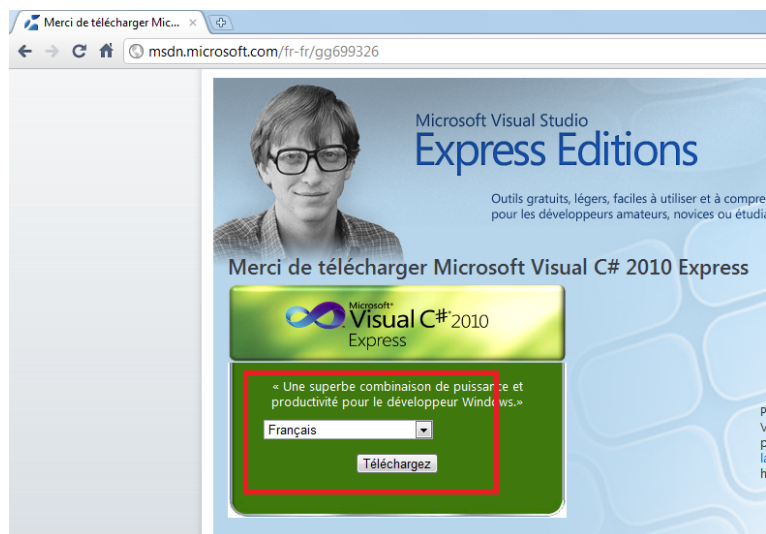 Merci de télécharger Mic...
msdn.microsoft.com/fr-fr/gg699326
Microsoft Visual Studio
Express Editions
Outils gratuits, légers, faciles à utiliser et à compre
pour les développeurs amateurs, novices ou étudia
Merci de télécharger Microsoft Visual C# 2010 Express
Microsoft®
Visual C#® 2010
Express
« Une superbe combinaison de puissance et
productivité pour le développeur Windows.»
Français
Téléchargez
P
V
p
la
h